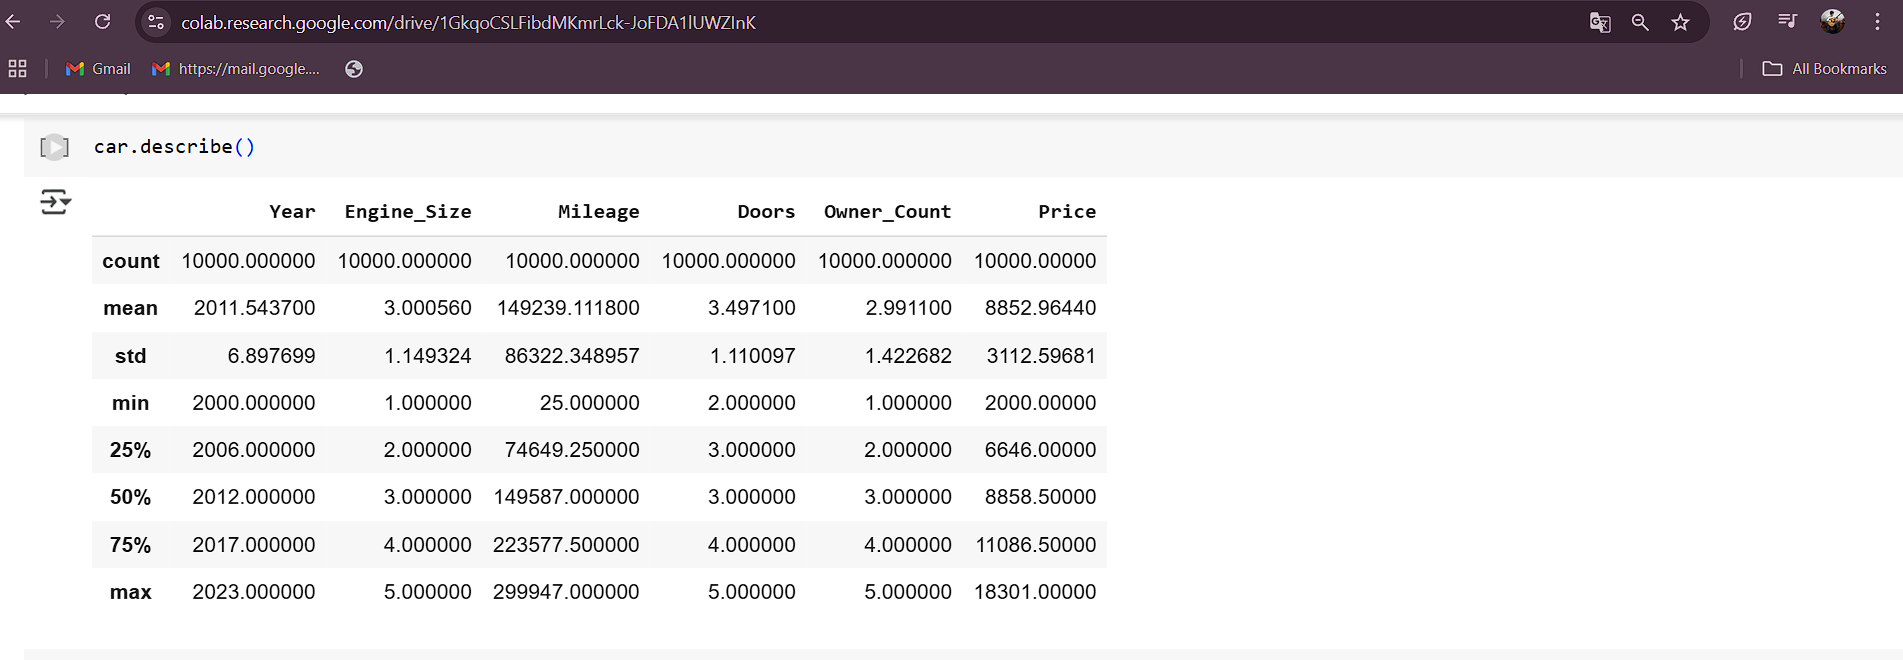 colab.research.google.com/drive/1GkqoCSLFibdMKmrLck-JoFDA1lUWZInK
Gmail https://mail.google.... All Bookmarks
car.describe()
Year Engine_Size Mileage Doors Owner_Count Price
count 10000.000000 10000.000000 10000.000000 10000.000000 10000.000000 10000.00000
mean 2011.543700 3.000560 149239.111800 3.497100 2.991100 8852.96440
std 6.897699 1.149324 86322.348957 1.110097 1.422682 3112.59681
min 2000.000000 1.000000 25.000000 2.000000 1.000000 2000.00000
25% 2006.000000 2.000000 74649.250000 3.000000 2.000000 6646.00000
50% 2012.000000 3.000000 149587.000000 3.000000 3.000000 8858.50000
75% 2017.000000 4.000000 223577.500000 4.000000 4.000000 11086.50000
max 2023.000000 5.000000 299947.000000 5.000000 5.000000 18301.00000